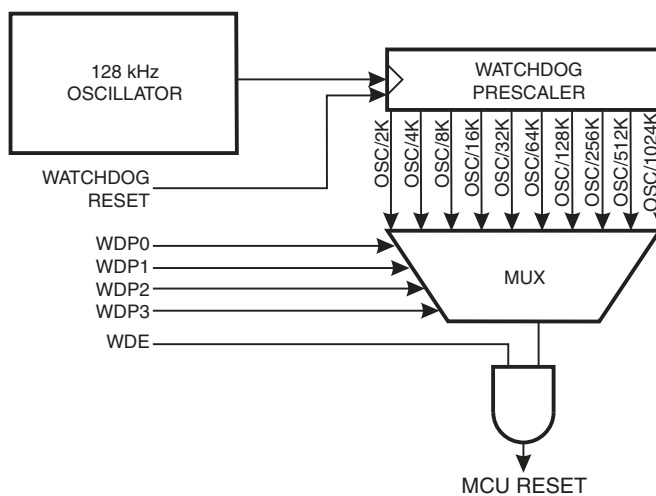 128 kHz
OSCILLATOR
WATCHDOG
PRESCALER
OSC/2K
OSC/4K
OSC/8K
OSC/16K
OSC/32K
OSC/64K
OSC/128K
OSC/256K
OSC/512K
OSC/1024K
WATCHDOG
RESET
WDP0
WDP1
WDP2
WDP3
WDE
MUX
MCU RESET